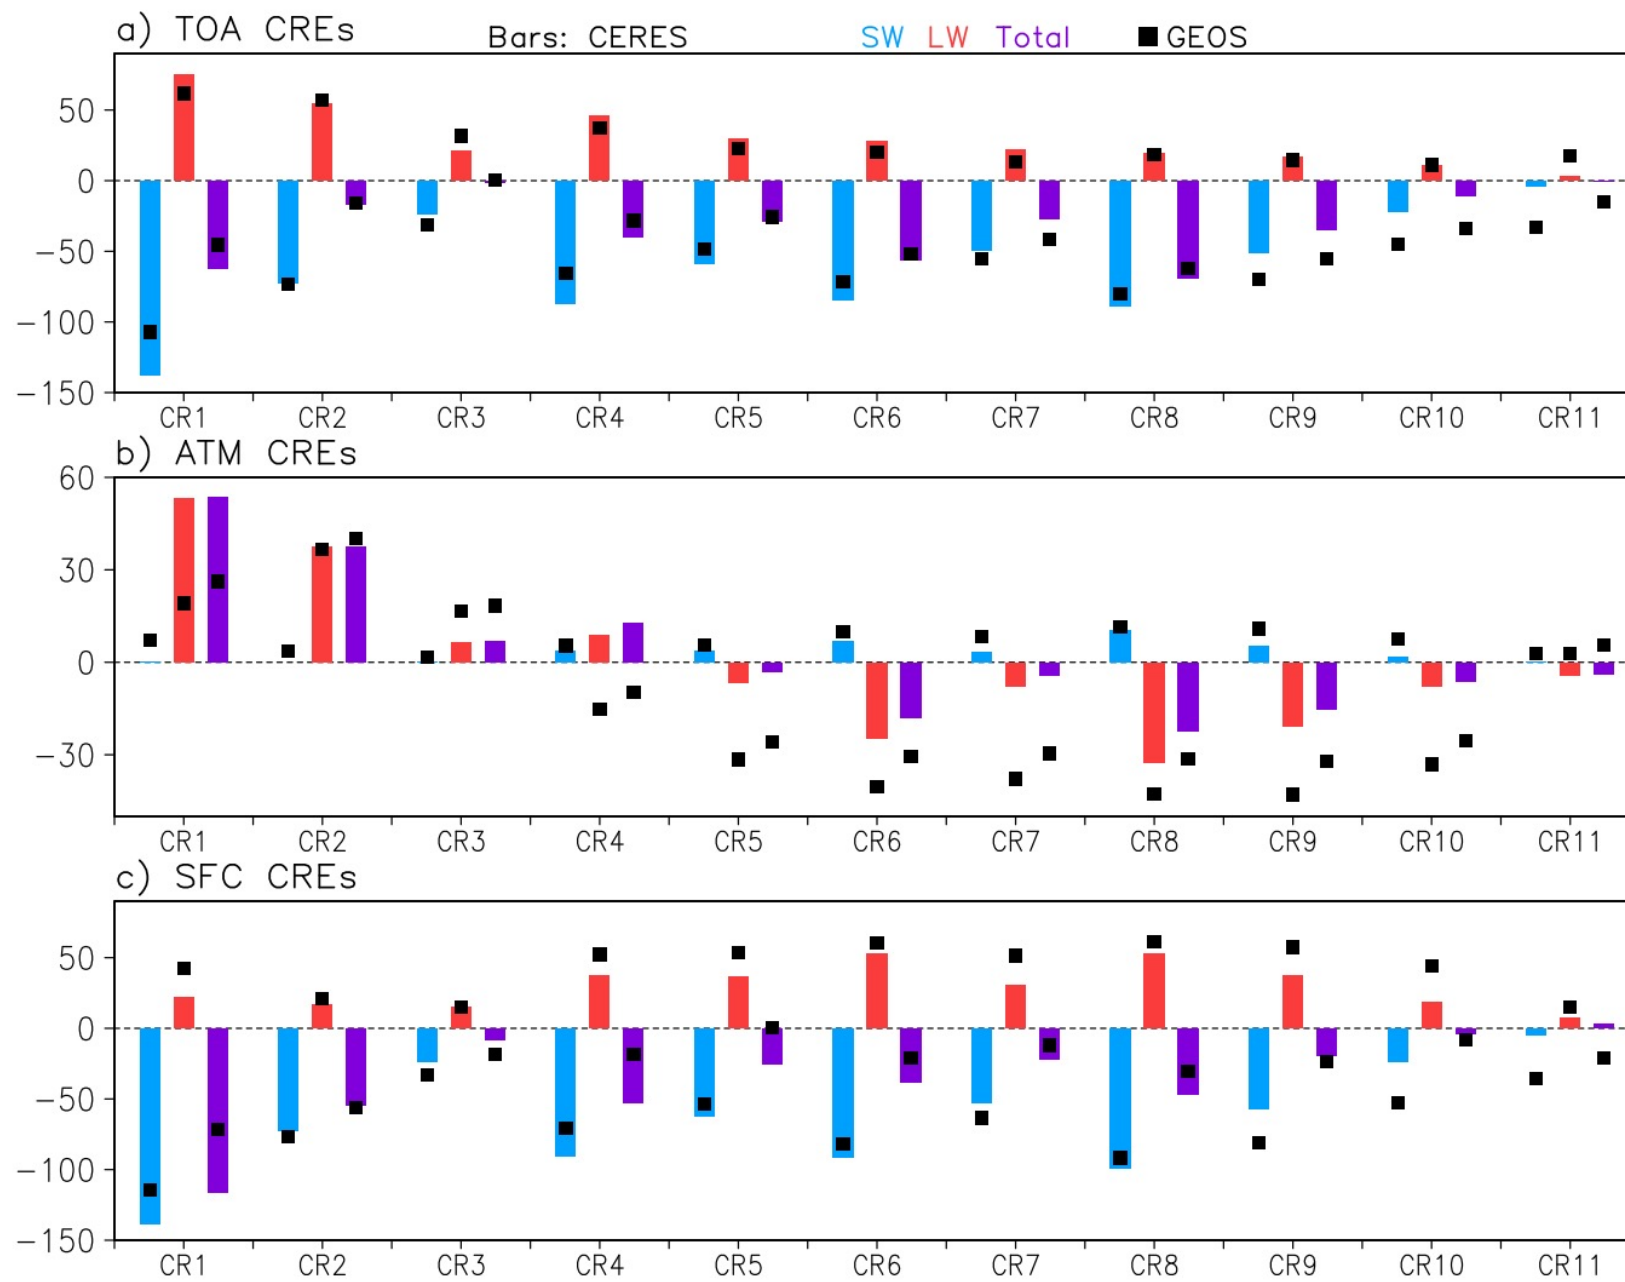 a) TOA CREs Bars: CERES SW LW Total GEOS
50
0
-50
-100
-150
CR1 CR2 CR3 CR4 CR5 CR6 CR7 CR8 CR9 CR10 CR11
b) ATM CREs
60
30
0
-30
CR1 CR2 CR3 CR4 CR5 CR6 CR7 CR8 CR9 CR10 CR11
c) SFC CREs
50
0
-50
-100
-150
CR1 CR2 CR3 CR4 CR5 CR6 CR7 CR8 CR9 CR10 CR11